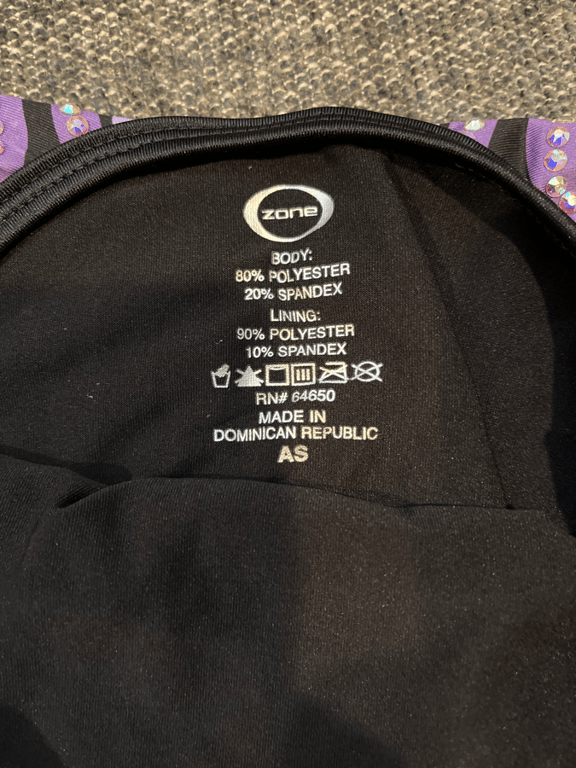 zone
BODY:
80% POLYESTER
20% SPANDEX
LINING:
90% POLYESTER
10% SPANDEX
RN# 64650
MADE IN
DOMINICAN REPUBLIC
AS